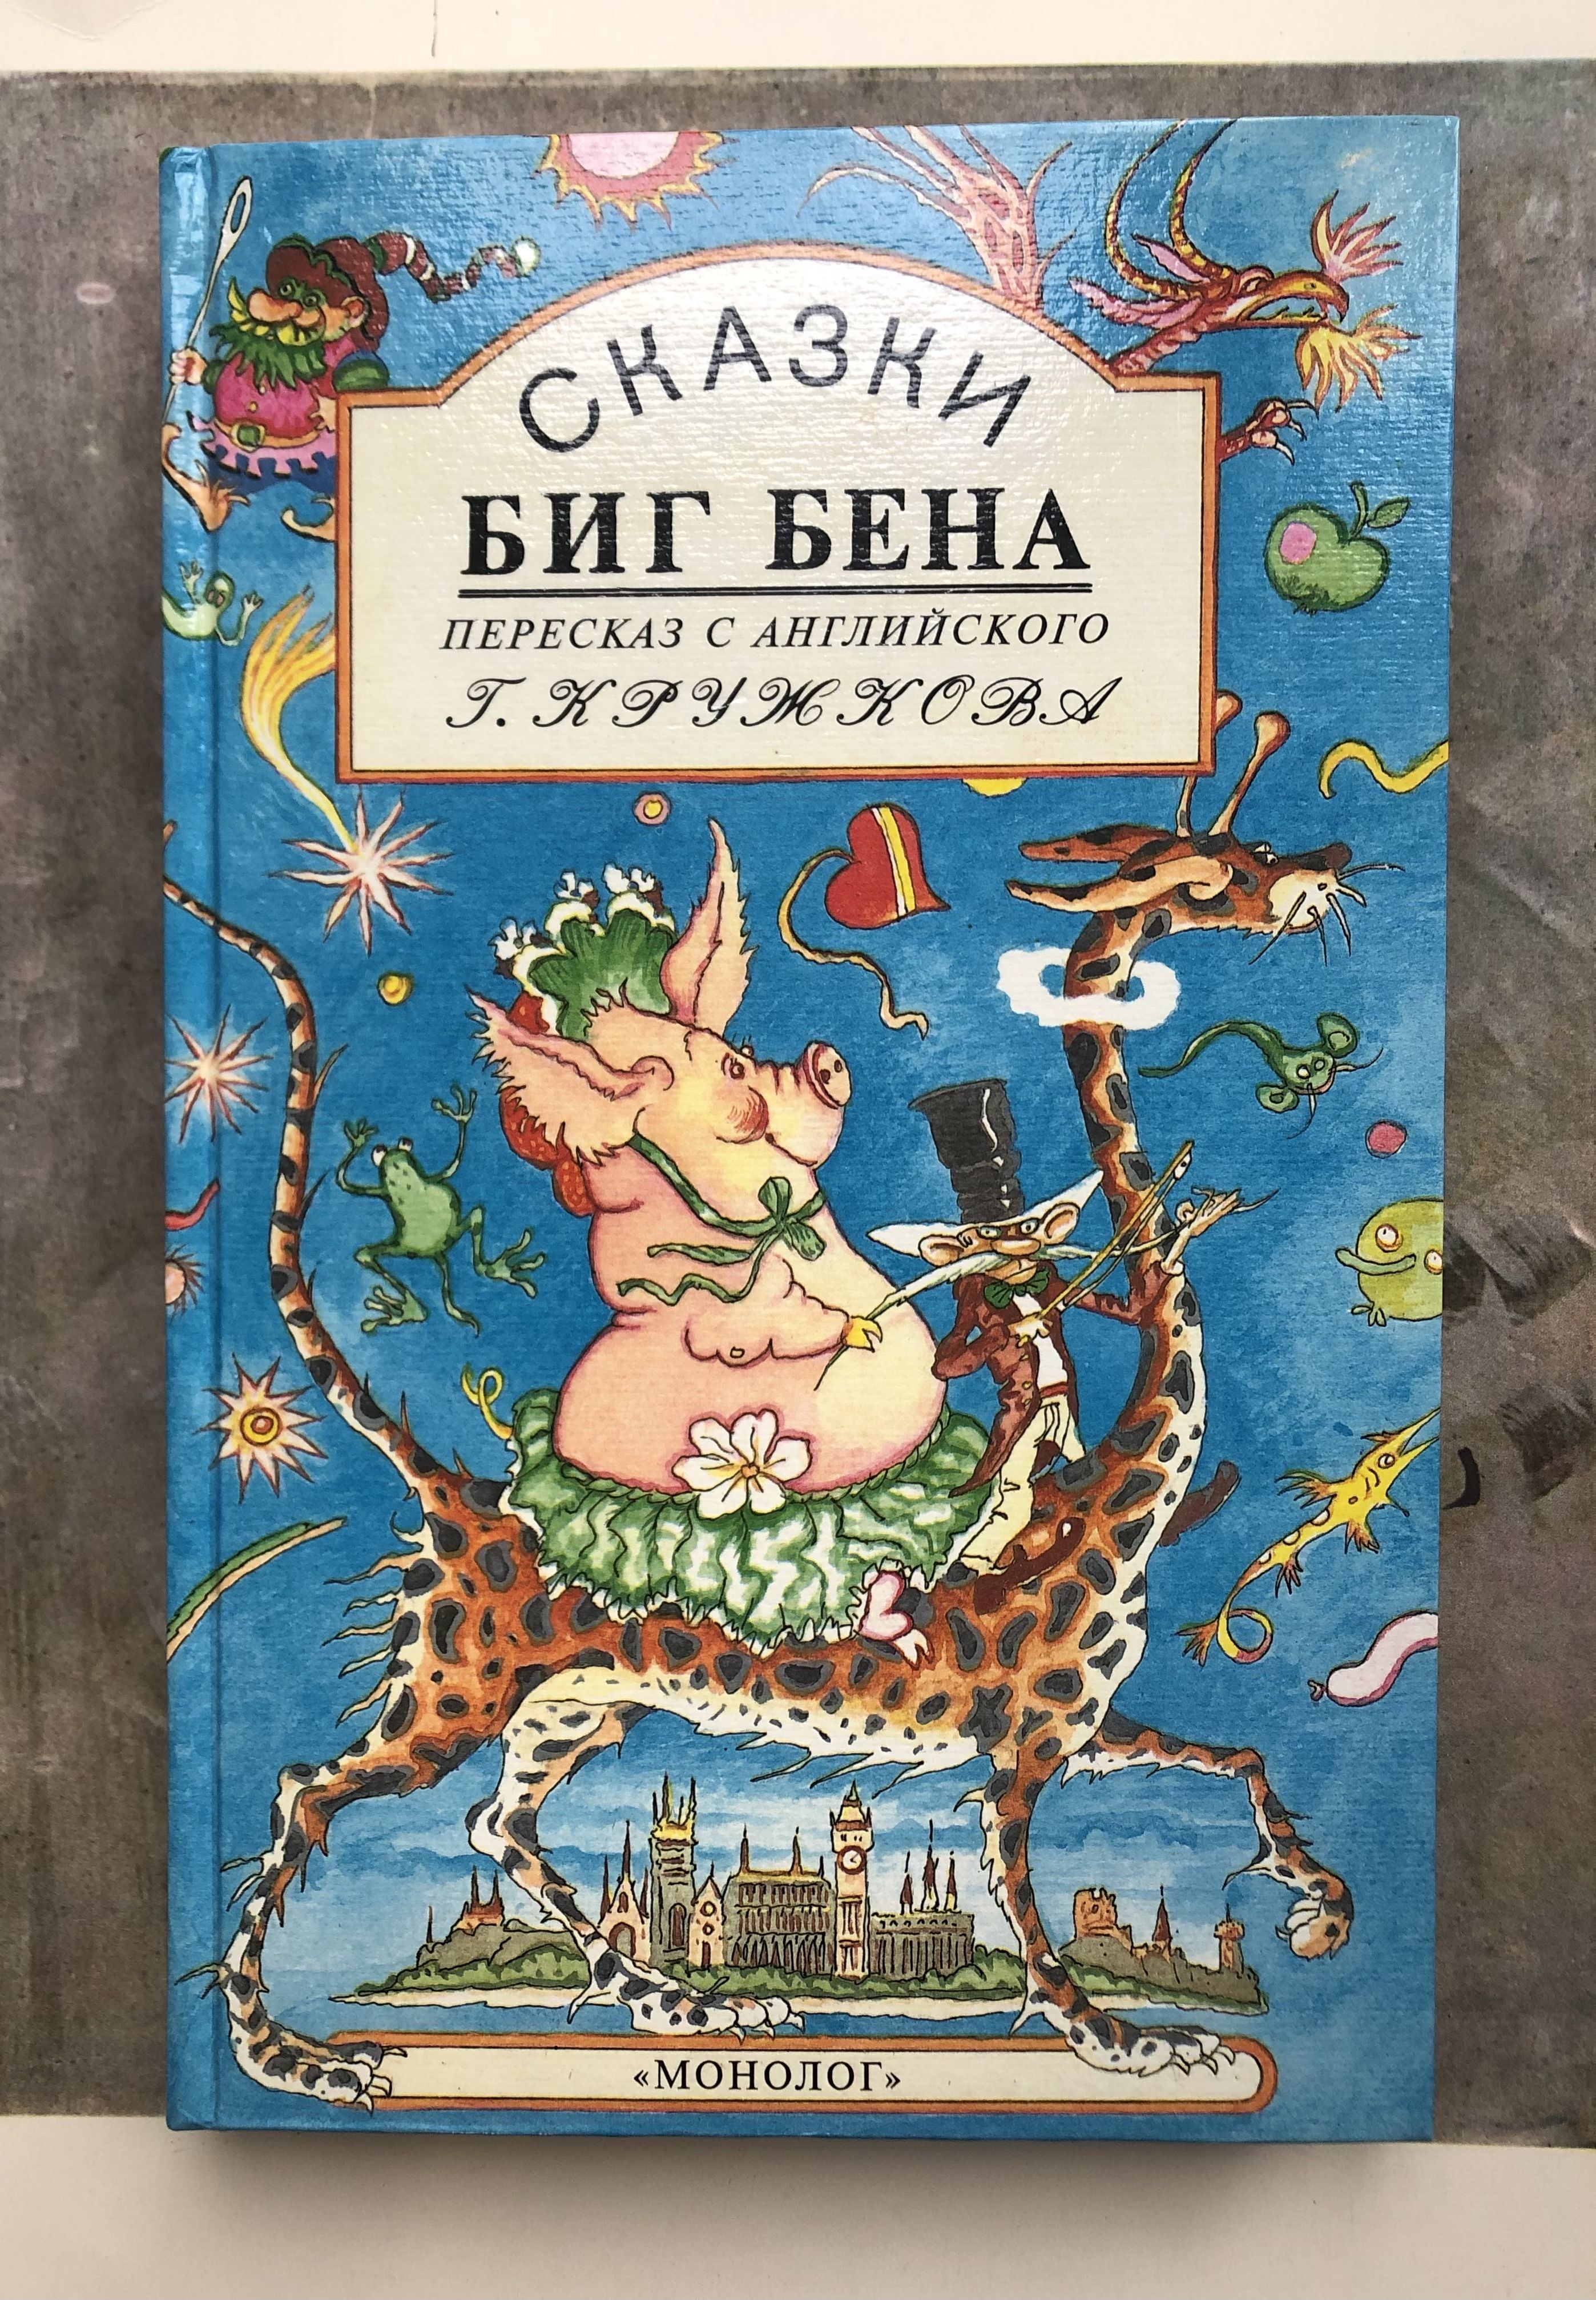 СКАЗКИ
БИГ БЕНА
ПЕРЕСКАЗ С АНГЛИЙСКОГО
Г. КРУЖКОВА
«МОНОЛОГ»